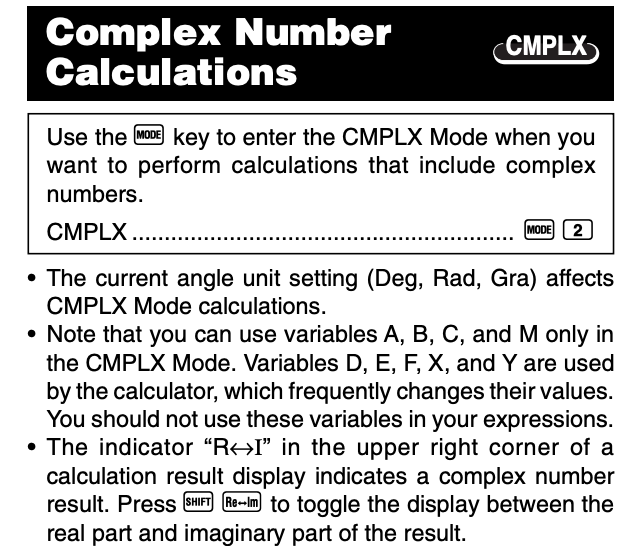 Complex Number
Calculations
CMPLX
Use the MODE key to enter the CMPLX Mode when you
want to perform calculations that include complex
numbers.
CMPLX ............................................................ MODE 2
• The current angle unit setting (Deg, Rad, Gra) affects
CMPLX Mode calculations.
• Note that you can use variables A, B, C, and M only in
the CMPLX Mode. Variables D, E, F, X, and Y are used
by the calculator, which frequently changes their values.
You should not use these variables in your expressions.
• The indicator “R↔I” in the upper right corner of a
calculation result display indicates a complex number
result. Press SHIFT Re↔Im to toggle the display between the
real part and imaginary part of the result.